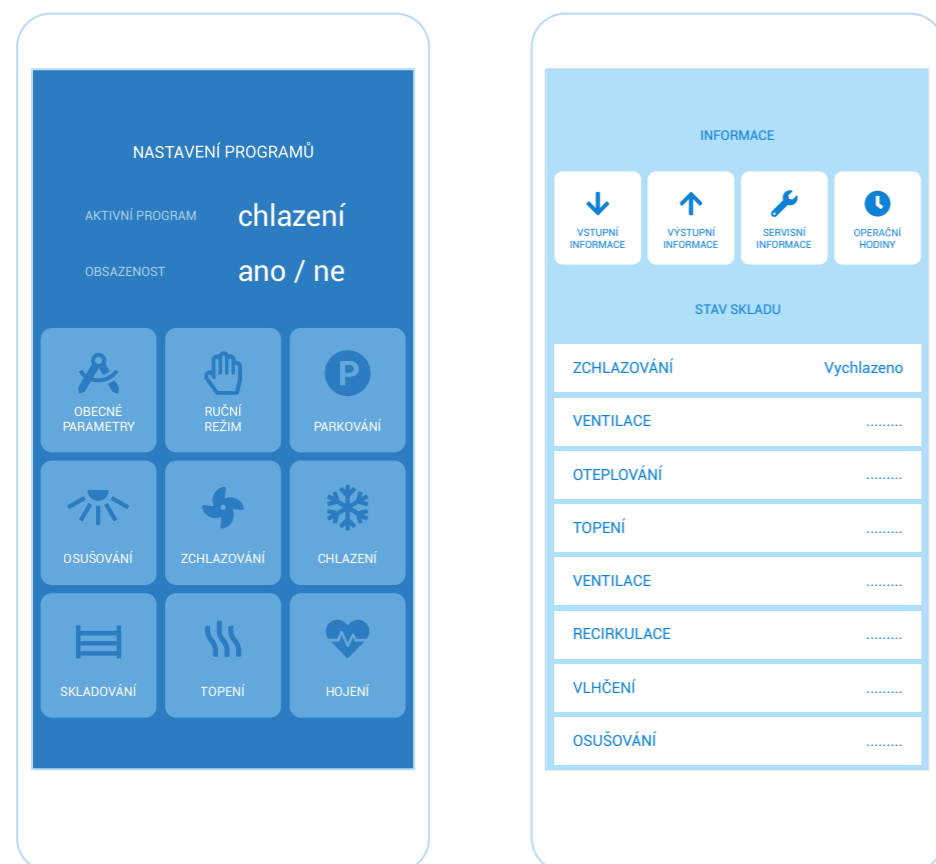 NASTAVENÍ PROGRAMŮ
AKTIVNÍ PROGRAM chlazení
OBSAZENOST ano / ne
OBECNÉ
PARAMETRY
RUČNÍ
REŽIM
P
PARKOVÁNÍ
OSUŠOVÁNÍ
ZCHLAZOVÁNÍ
CHLAZENÍ
SKLADOVÁNÍ
TOPENÍ
HOJENÍ
INFORMACE
VSTUPNÍ
INFORMACE
VÝSTUPNÍ
INFORMACE
SERVISNÍ
INFORMACE
OPERAČNÍ
HODINY
STAV SKLADU
ZCHLAZOVÁNÍ Vychlazeno
VENTILACE .........
OTEPLOVÁNÍ .........
TOPENÍ .........
VENTILACE .........
RECIRKULACE .........
VLHČENÍ .........
OSUŠOVÁNÍ .........